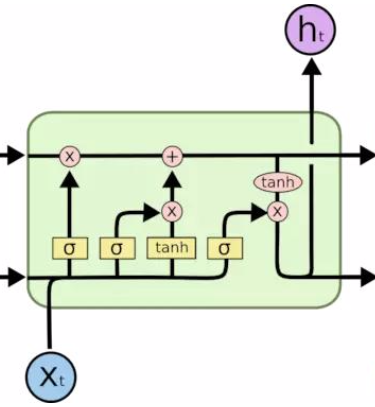 ht
x +
tanh
x x
σ σ tanh σ
Xt